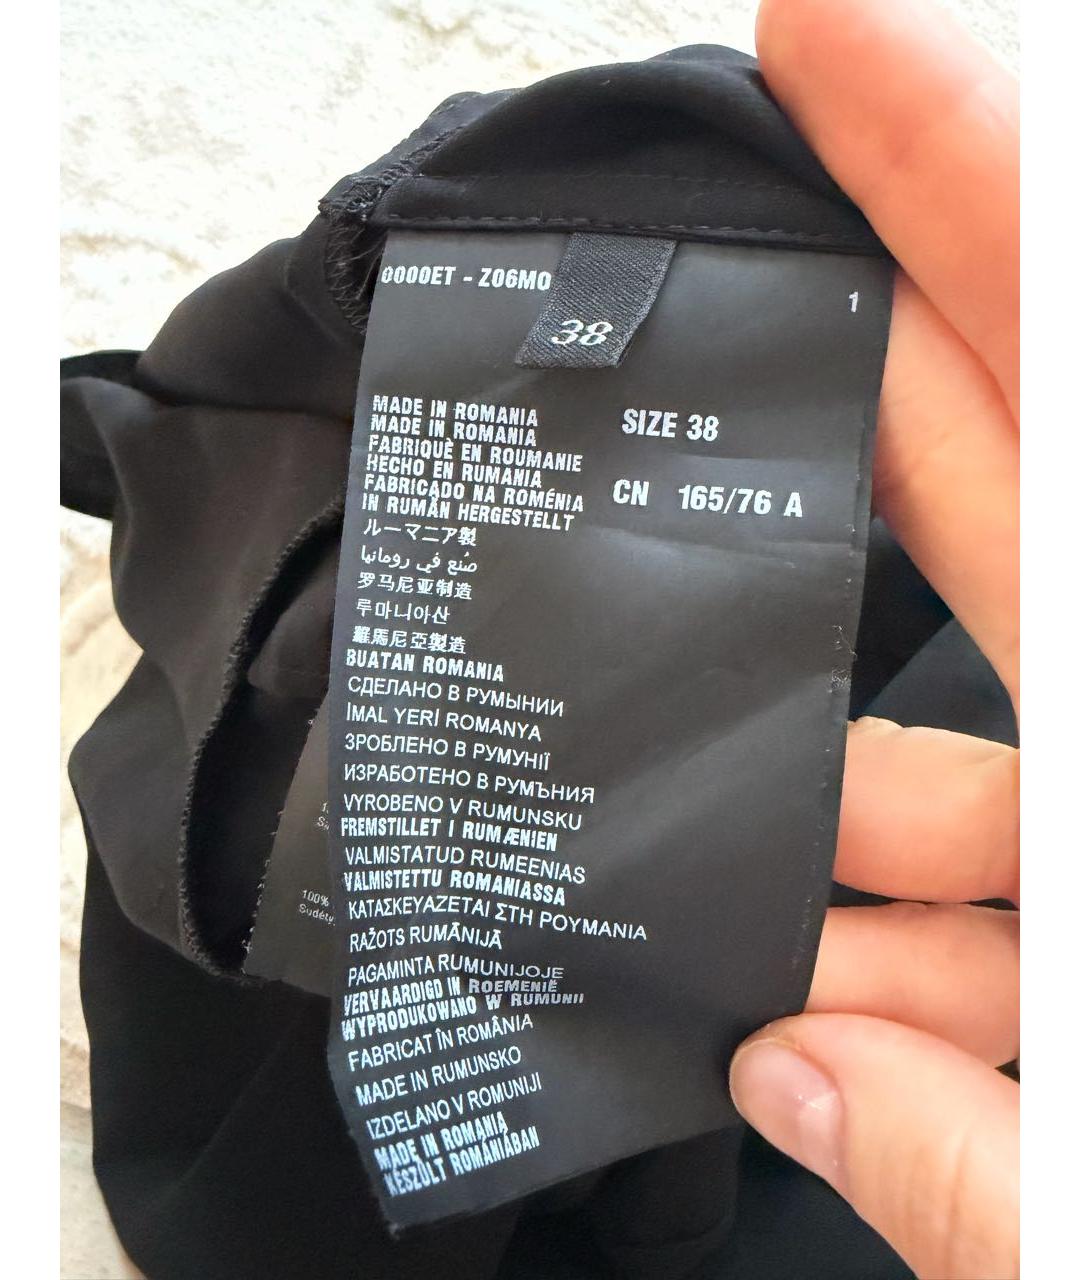 0000ET - Z06M0
1
38
MADE IN ROMANIA
MADE IN ROMANIA
FABRIQUÈ EN ROUMANIE
HECHO EN RUMANIA
FABRICADO NA ROMÉNIA
IN RUMÄN HERGESTELLT
ルーマニア製
صُنع في رومانيا
罗马尼亚制造
루마니아산
羅馬尼亞製造
BUATAN ROMANIA
СДЕЛАНО В РУМЫНИИ
İMAL YERİ ROMANYA
ЗРОБЛЕНО В РУМУНІЇ
ИЗРАБОТЕНО В РУМЪНИЯ
VYROBENO V RUMUNSKU
FREMSTILLET I RUMÆNIEN
VALMISTATUD RUMEENIAS
VALMISTETTU ROMANIASSA
ΚΑΤΑΣΚΕΥΑΖΕΤΑΙ ΣΤΗ ΡΟΥΜΑΝΙΑ
RAŽOTS RUMĀNIJĀ
PAGAMINTA RUMUNIJOJE
VERVAARDIGD IN ROEMENIË
WYPRODUKOWANO W RUMUNII
FABRICAT ÎN ROMÂNIA
MADE IN RUMUNSKO
IZDELANO V ROMUNIJI
MADE IN ROMANIA
KÉSZÜLT ROMÁNIÁBAN
SIZE 38
CN 165/76 A
100%